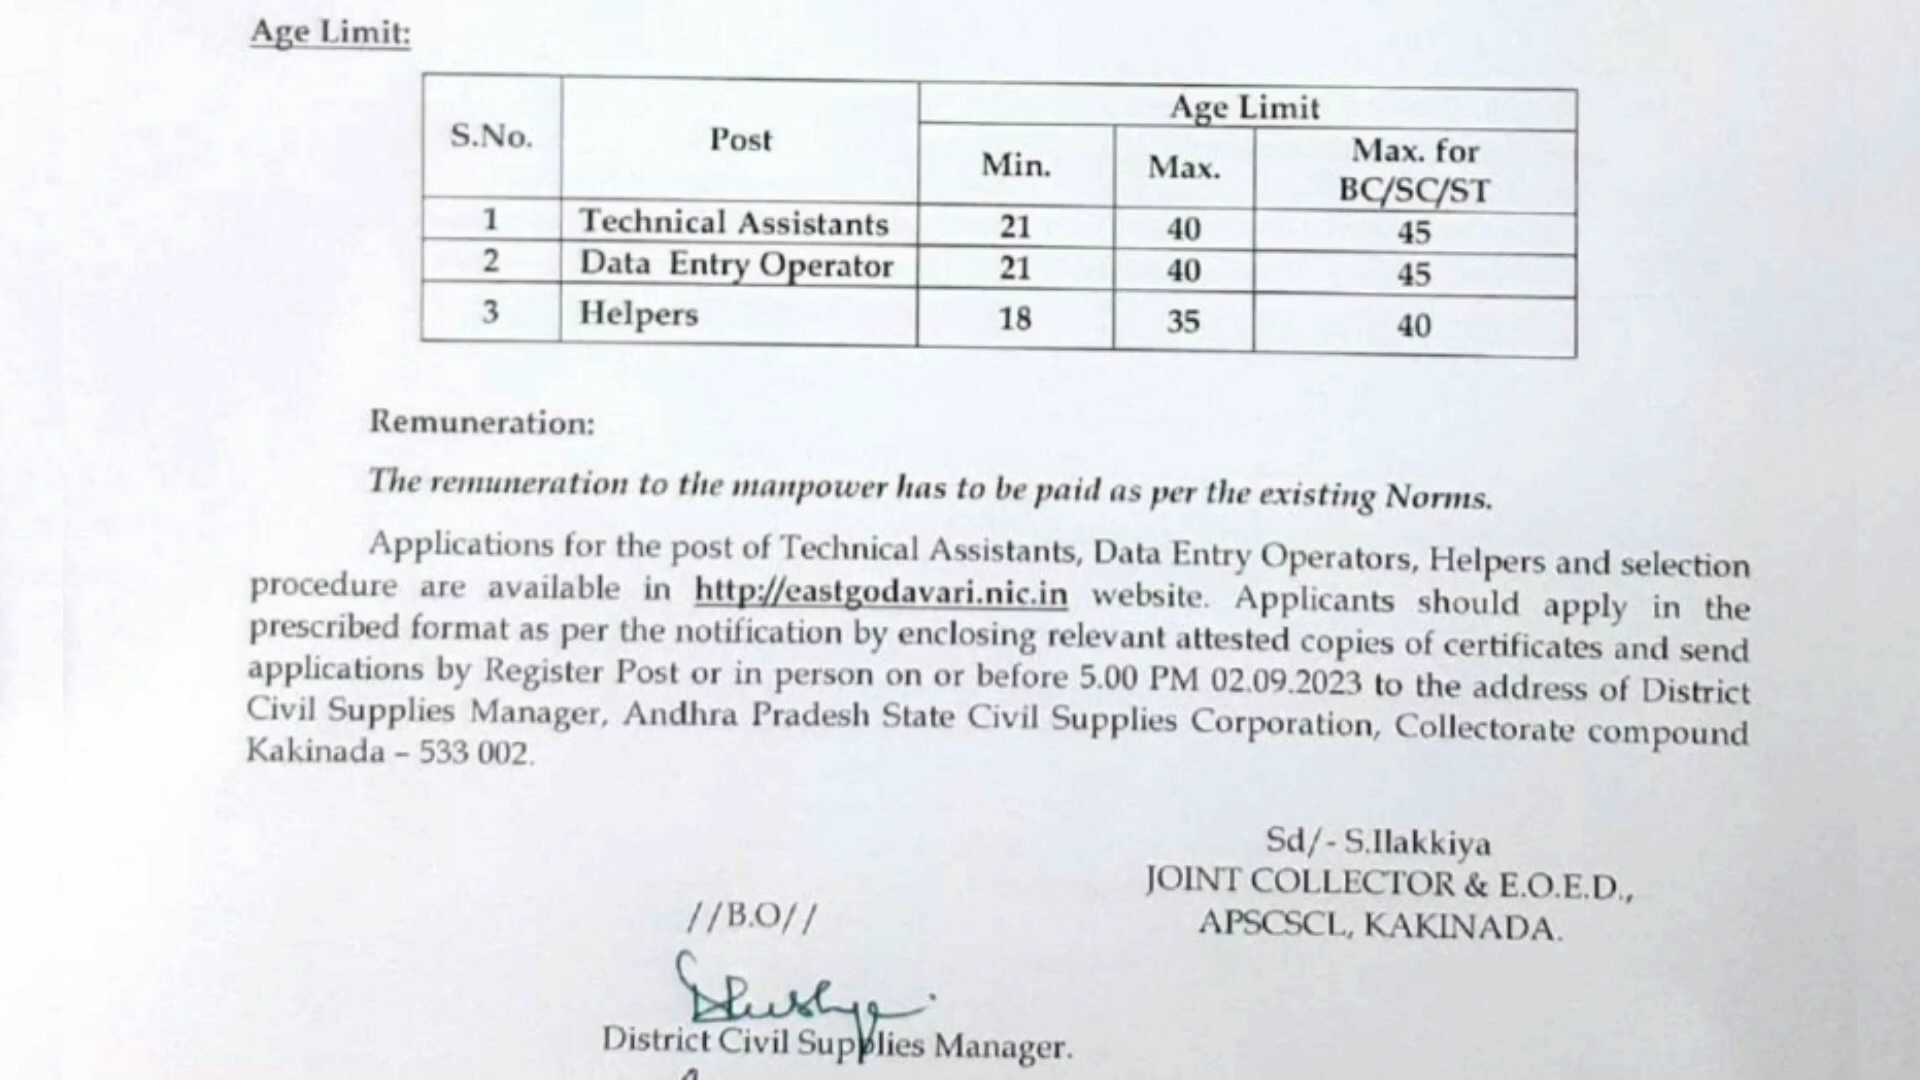 Age Limit:
S.No. Post Age Limit
Min. Max. Max. for
BC/SC/ST
1 Technical Assistants 21 40 45
2 Data Entry Operator 21 40 45
3 Helpers 18 35 40
Remuneration:
The remuneration to the manpower has to be paid as per the existing Norms.
Applications for the post of Technical Assistants, Data Entry Operators, Helpers and selection
procedure are available in http://eastgodavari.nic.in website. Applicants should apply in the
prescribed format as per the notification by enclosing relevant attested copies of certificates and send
applications by Register Post or in person on or before 5.00 PM 02.09.2023 to the address of District
Civil Supplies Manager, Andhra Pradesh State Civil Supplies Corporation, Collectorate compound
Kakinada – 533 002.
Sd/- S.Ilakkiya
JOINT COLLECTOR & E.O.E.D.,
APSCSCL, KAKINADA.
//B.O//
District Civil Supplies Manager.